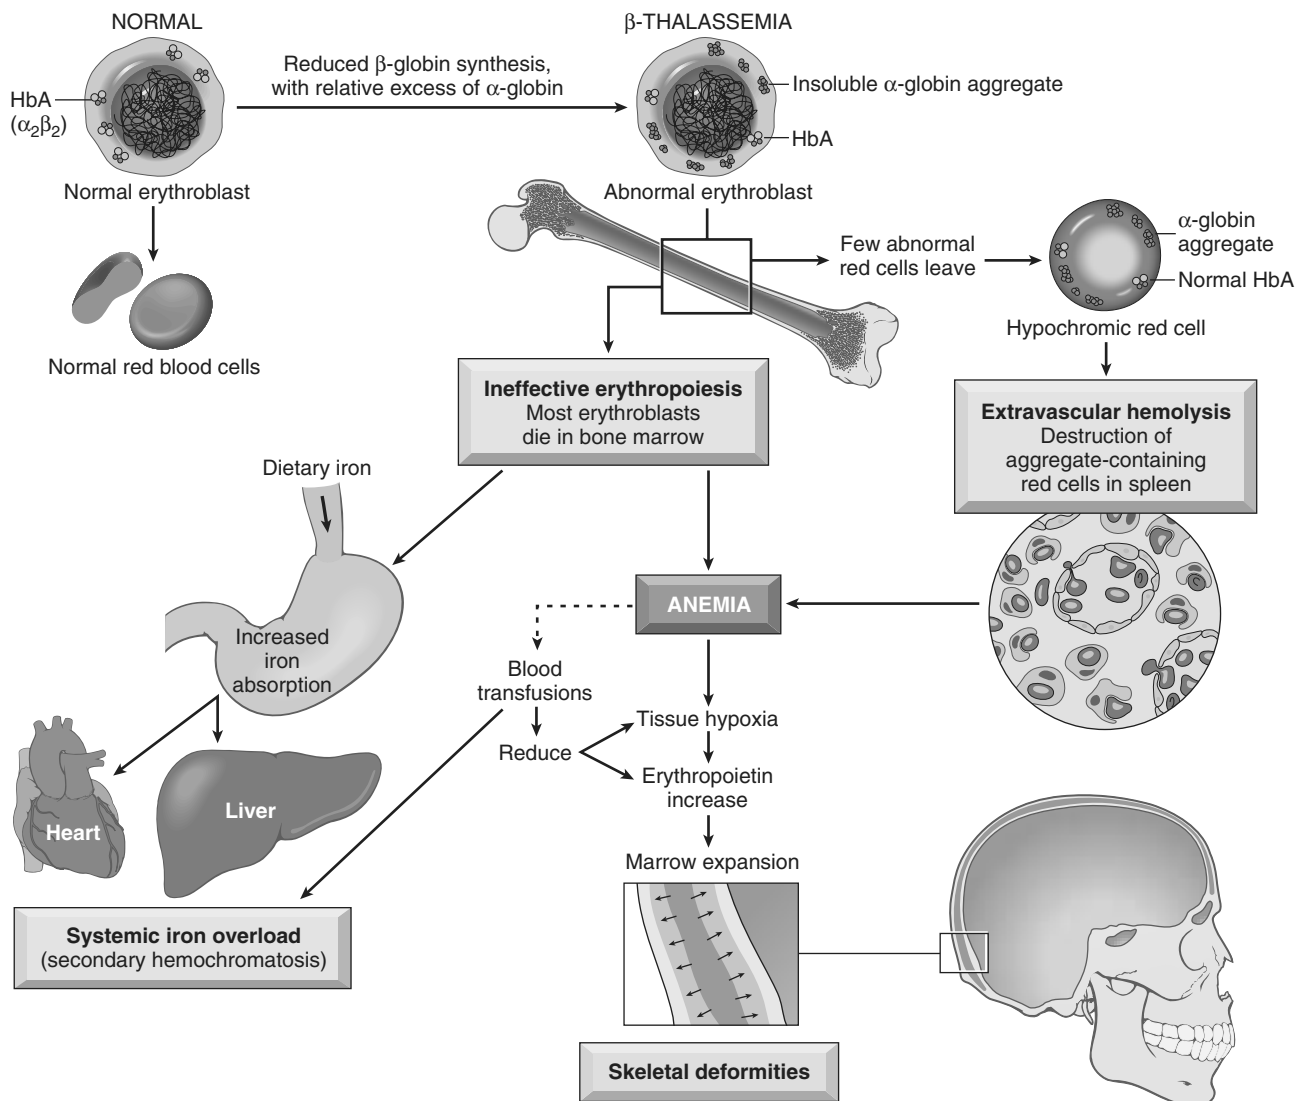 NORMAL
β-THALASSEMIA
Reduced β-globin synthesis,
with relative excess of α-globin
HbA
(α₂β₂)
Insoluble α-globin aggregate
HbA
Normal erythroblast
Abnormal erythroblast
Few abnormal
red cells leave
α-globin
aggregate
Normal HbA
Normal red blood cells
Hypochromic red cell
Ineffective erythropoiesis
Most erythroblasts
die in bone marrow
Extravascular hemolysis
Destruction of
aggregate-containing
red cells in spleen
Dietary iron
ANEMIA
Increased
iron
absorption
Blood
transfusions
Tissue hypoxia
Reduce
Erythropoietin
increase
Heart
Liver
Marrow expansion
Systemic iron overload
(secondary hemochromatosis)
Skeletal deformities